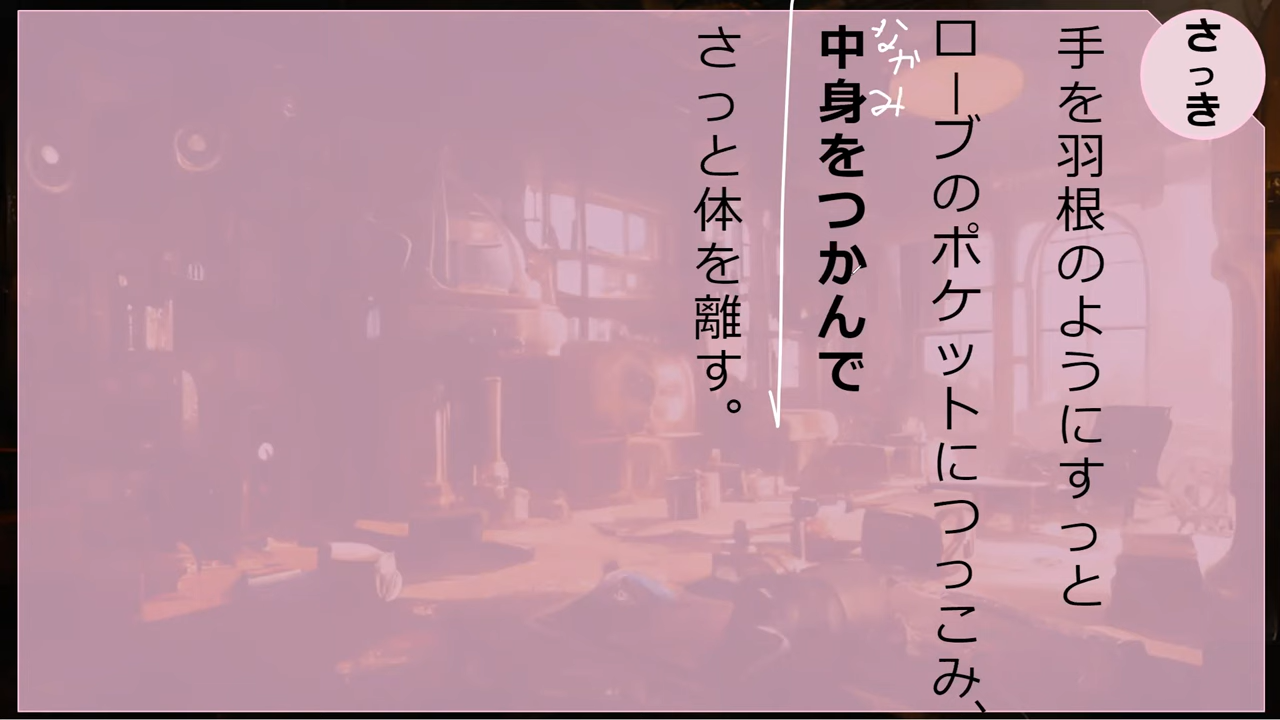 さっき
手を羽根のようにすっと
ローブのポケットにつっこみ、
なかみ
中身をつかんで
さっと体を離す。